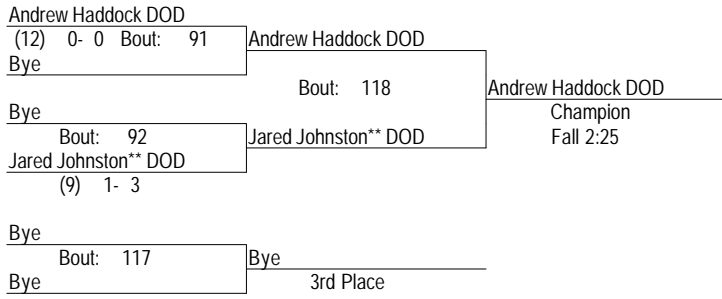 Andrew Haddock DOD
(12) 0- 0 Bout: 91
Andrew Haddock DOD
Bye
Bout: 118
Andrew Haddock DOD
Bye
Champion
Bout: 92
Jared Johnston** DOD
Fall 2:25
Jared Johnston** DOD
(9) 1- 3
Bye
Bout: 117
Bye
Bye
3rd Place